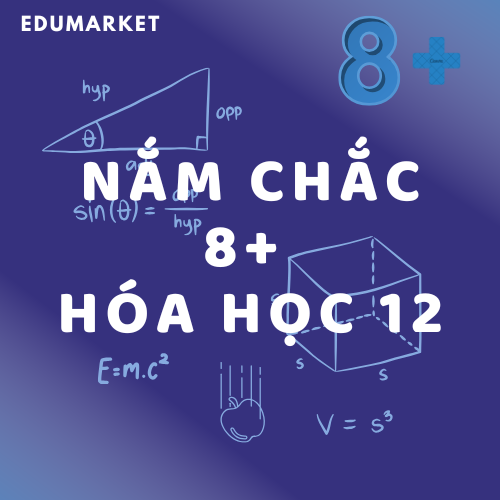 EDUMARKET
8+
hyp
opp
θ
a
NẮM CHẮC
sin(θ) = opp
hyp
8+
HÓA HỌC 12
s
s
s
E=m.c²
V = s³